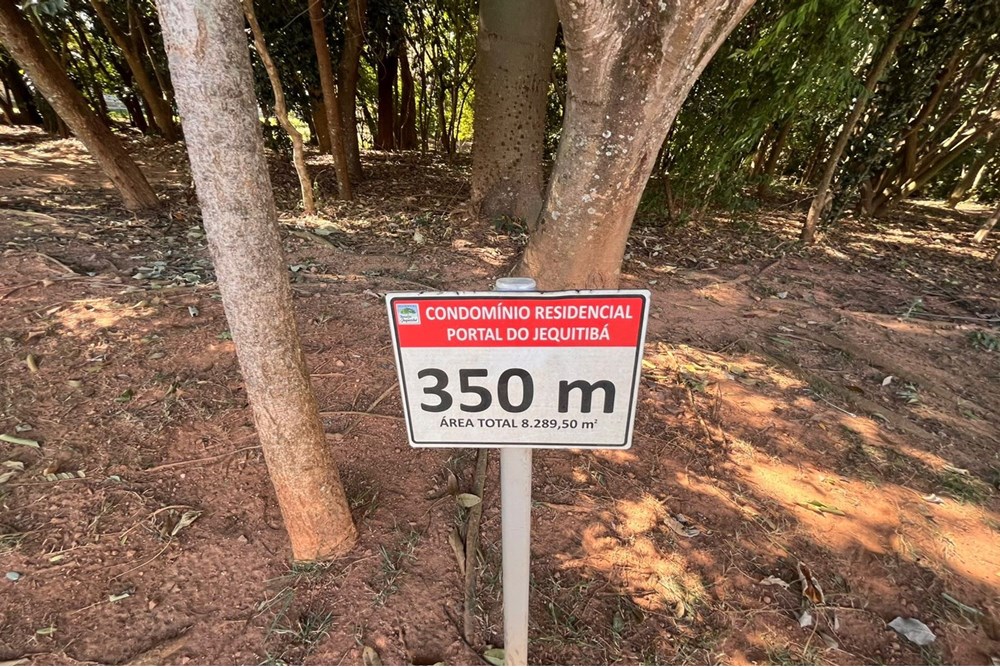 CONDOMÍNIO RESIDENCIAL
PORTAL DO JEQUITIBÁ
350 m
ÁREA TOTAL 8.289,50 m²